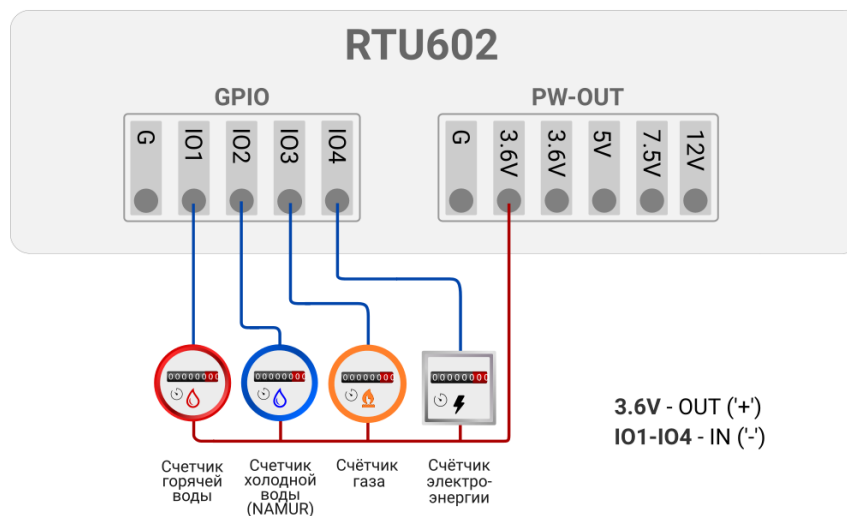 RTU602
GPIO
PW-OUT
G
IO1
IO2
IO3
IO4
G
3.6V
3.6V
5V
7.5V
12V
00000000
00000000
00000000
00000000
3.6V - OUT ('+')
IO1-IO4 - IN ('-')
Счетчик
горячей
воды
Счетчик
холодной
воды
(NAMUR)
Счётчик
газа
Счётчик
электро-
энергии